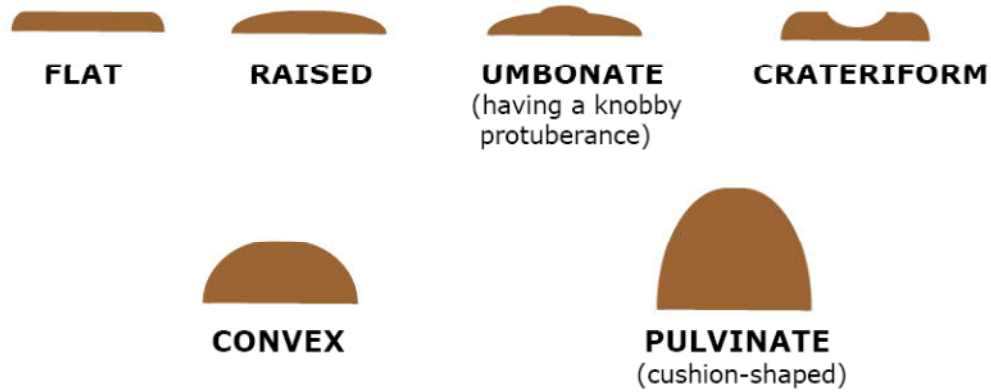 FLAT
RAISED
UMBONATE
(having a knobby
protuberance)
CRATERIFORM
CONVEX
PULVINATE
(cushion-shaped)